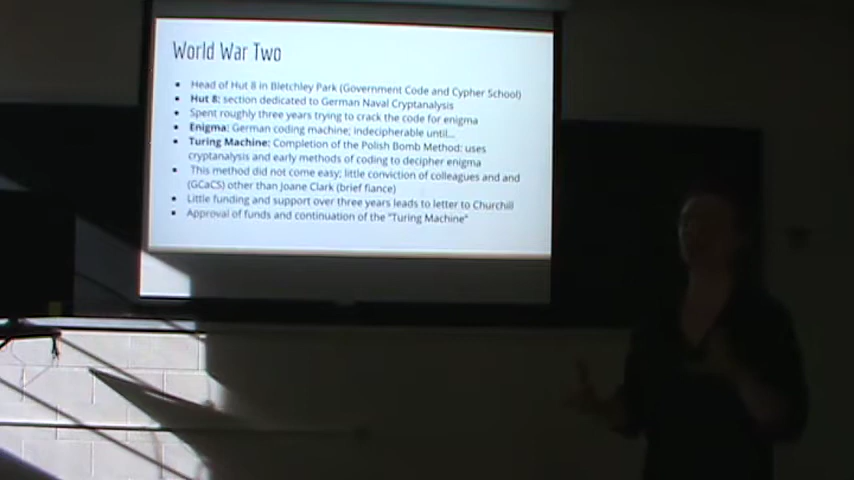 World War Two
• Head of Hut 8 in Bletchley Park (Government Code and Cypher School)
• Hut 8: section dedicated to German Naval Cryptanalysis
• Spent roughly three years trying to crack the code for enigma
• Enigma: German coding machine; indecipherable until...
• Turing Machine: Completion of the Polish Bomb Method: uses
cryptanalysis and early methods of coding to decipher enigma
• This method did not come easy; little conviction of colleagues and and
(GCaCS) other than Joane Clark (brief fiance)
• Little funding and support over three years leads to letter to Churchill
• Approval of funds and continuation of the "Turing Machine"